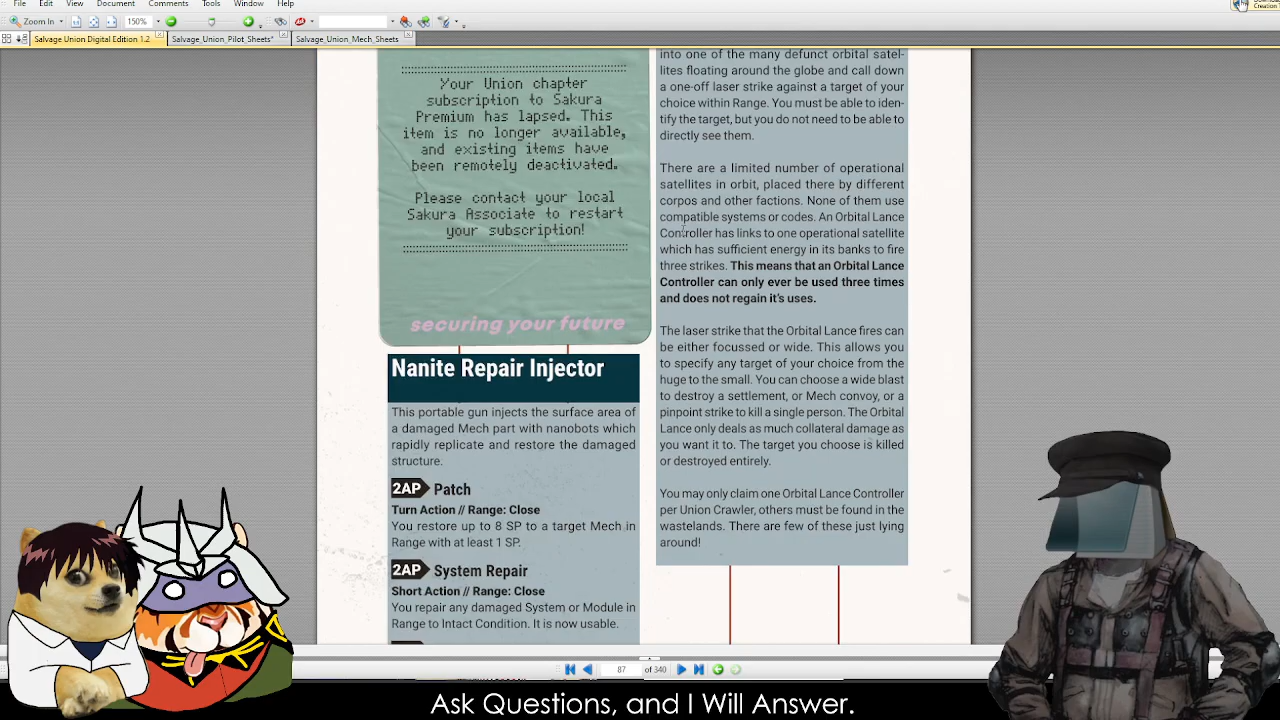 File Edit View Document Comments Tools Window
Zoom In 150%
Salvage Union Digital Edition 1.2 Salvage_Union_Pilot_Sheets* Salvage_Union_Mech_Sheets
Your Union chapter
subscription to Sakura
Premium has lapsed. This
item is no longer available,
and existing items have
been remotely deactivated.
Please contact your local
Sakura Associate to restart
your subscription!
securing your future
Nanite Repair Injector
This portable gun injects the surface area of
a damaged Mech part with nanobots which
rapidly replicate and restore the damaged
structure.
2AP Patch
Turn Action // Range: Close
You restore up to 8 SP to a target Mech in
Range with at least 1 SP.
2AP System Repair
Short Action // Range: Close
You repair any damaged System or Module in
Range to Intact Condition. It is now usable.
into one of the many defunct orbital satel-
lites floating around the globe and call down
a one-off laser strike against a target of your
choice within Range. You must be able to iden-
tify the target, but you do not need to be able to
directly see them.
There are a limited number of operational
satellites in orbit, placed there by different
corpos and other factions. None of them use
compatible systems or codes. An Orbital Lance
Controller has links to one operational satellite
which has sufficient energy in its banks to fire
three strikes. This means that an Orbital Lance
Controller can only ever be used three times
and does not regain it's uses.
The laser strike that the Orbital Lance fires can
be either focussed or wide. This allows you
to specify any target of your choice from the
huge to the small. You can choose a wide blast
to destroy a settlement, or Mech convoy, or a
pinpoint strike to kill a single person. The Orbital
Lance only deals as much collateral damage as
you want it to. The target you choose is killed
or destroyed entirely.
You may only claim one Orbital Lance Controller
per Union Crawler, others must be found in the
wastelands. There are few of these just lying
around!
87 of 340
Ask Questions, and I Will Answer.